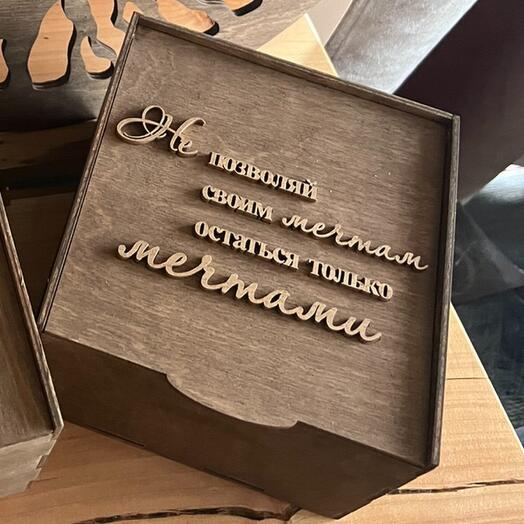 Не позволяй
своим мечтам
остаться только
мечтами